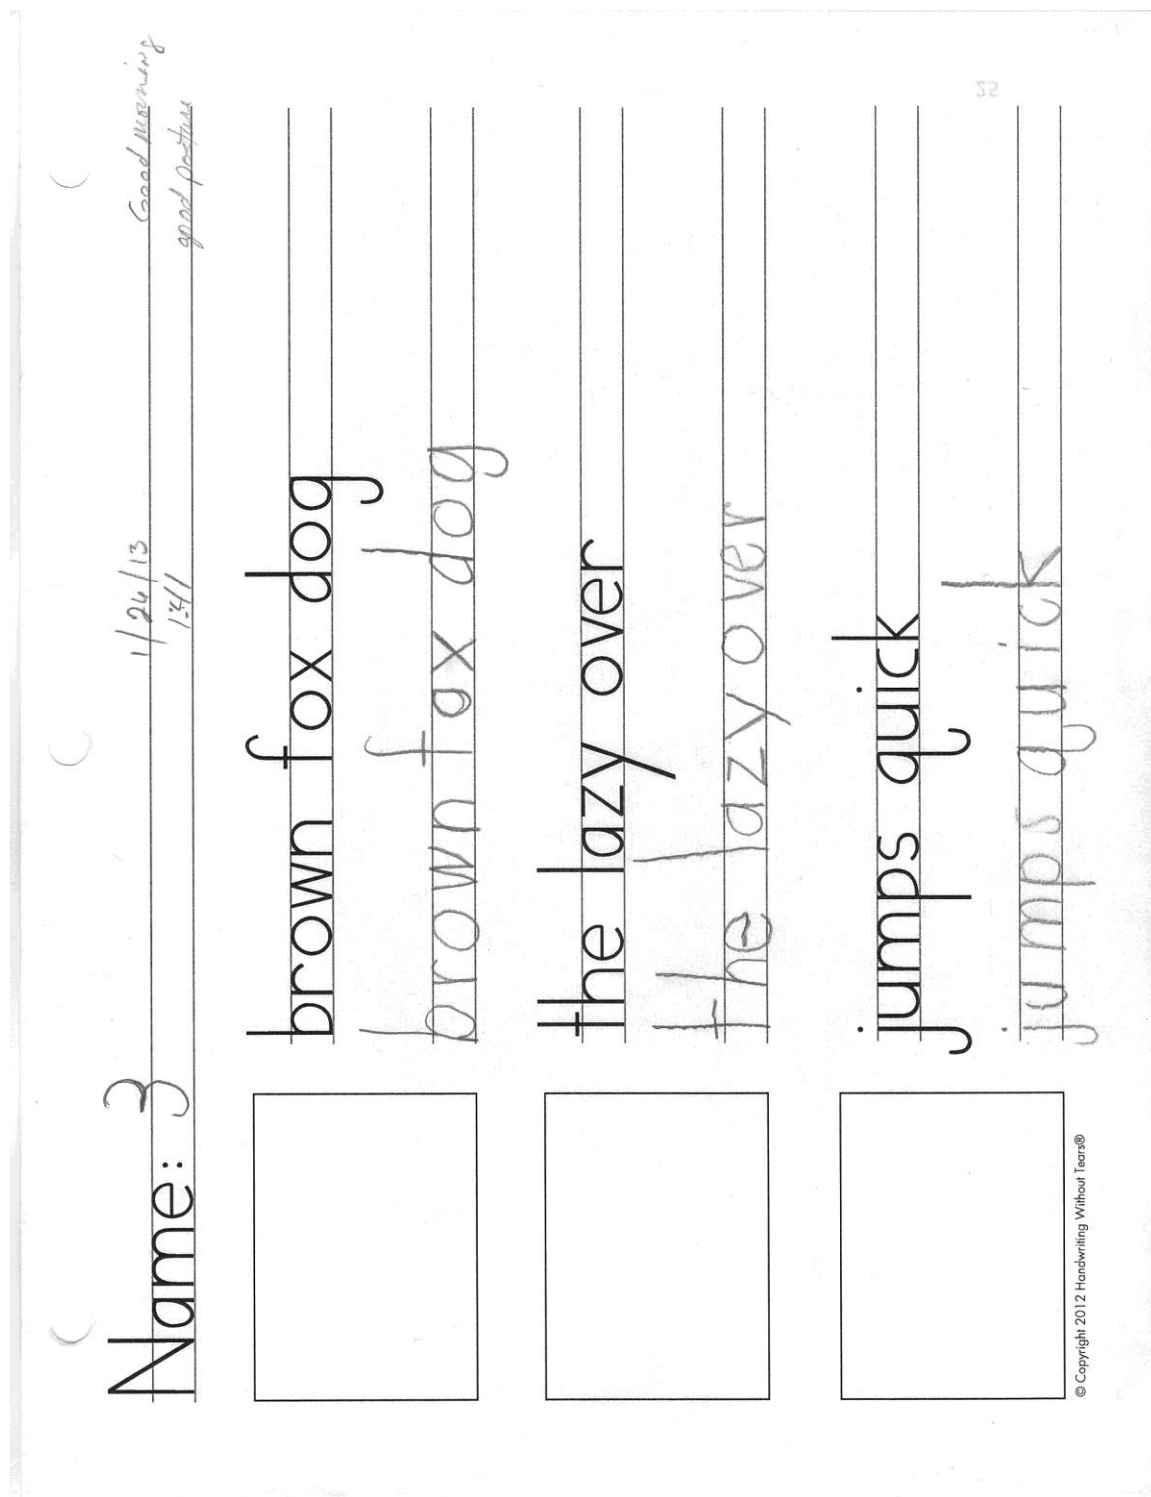 Good morning
Name: 3 1/24/13 good posture
1:41
brown fox dog
brown fox dog
the lazy over
the lazy over
jumps quick
jumps quick
© Copyright 2012 Handwriting Without Tears®
25